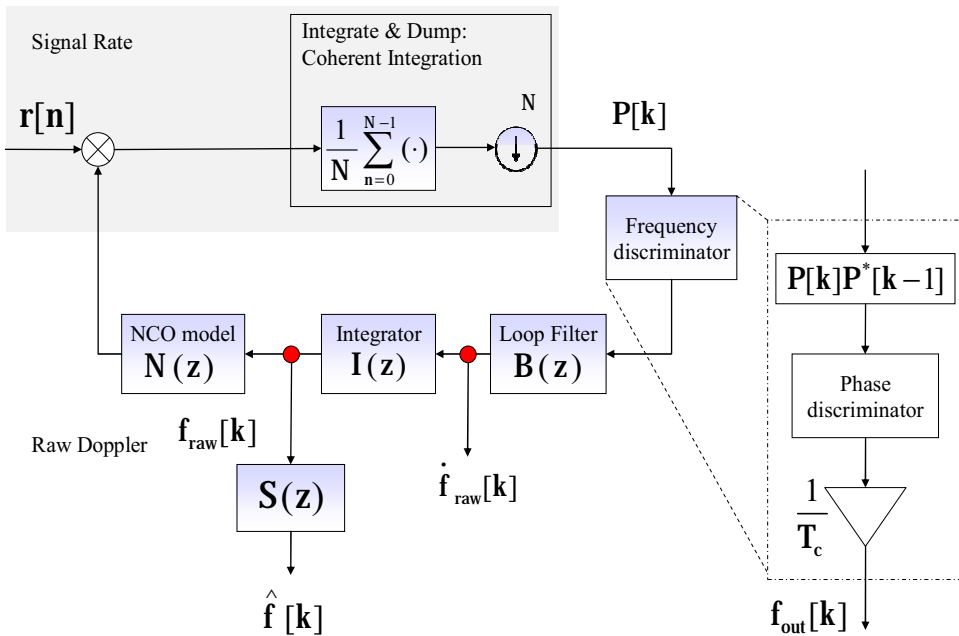 Signal Rate
Integrate & Dump:
Coherent Integration
r[n]
1/N ∑_{n=0}^{N−1} (·)
N
P[k]
Frequency
discriminator
P[k]P*[k−1]
NCO model
N(z)
Integrator
I(z)
Loop Filter
B(z)
Phase
discriminator
Raw Doppler
f_raw[k]
ḟ_raw[k]
S(z)
1/T_c
f̂[k]
f_out[k]